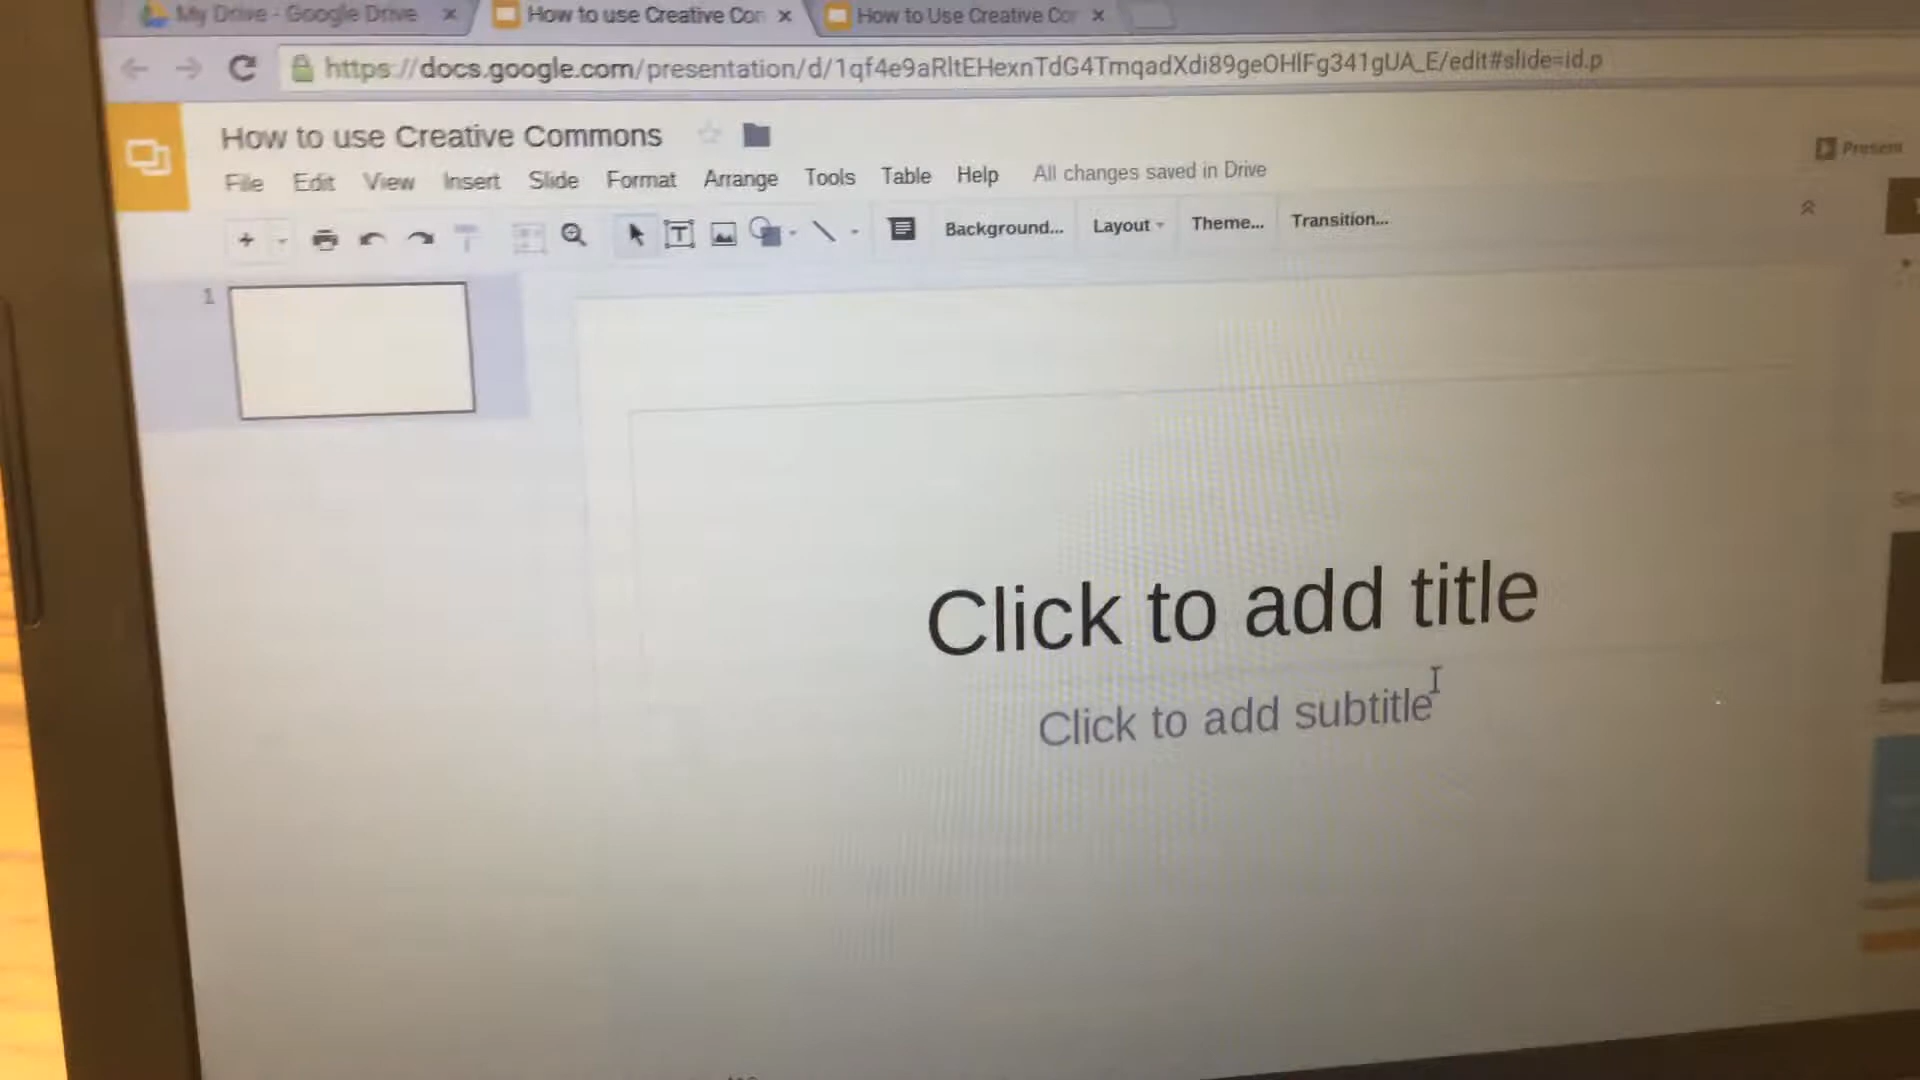 My Drive - Google Drive
How to use Creative Con
How to Use Creative Cor
https://docs.google.com/presentation/d/1qf4e9aRltEHexnTdG4TmqadXdi89geOHlFg341gUA_E/edit#slide=id.p
How to use Creative Commons
Present
File Edit View Insert Slide Format Arrange Tools Table Help All changes saved in Drive
Background... Layout Theme... Transition...
1
Click to add title
Click to add subtitle